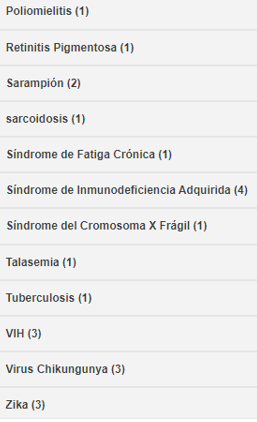 Poliomielitis (1)
Retinitis Pigmentosa (1)
Sarampión (2)
sarcoidosis (1)
Síndrome de Fatiga Crónica (1)
Síndrome de Inmunodeficiencia Adquirida (4)
Síndrome del Cromosoma X Frágil (1)
Talasemia (1)
Tuberculosis (1)
VIH (3)
Virus Chikungunya (3)
Zika (3)